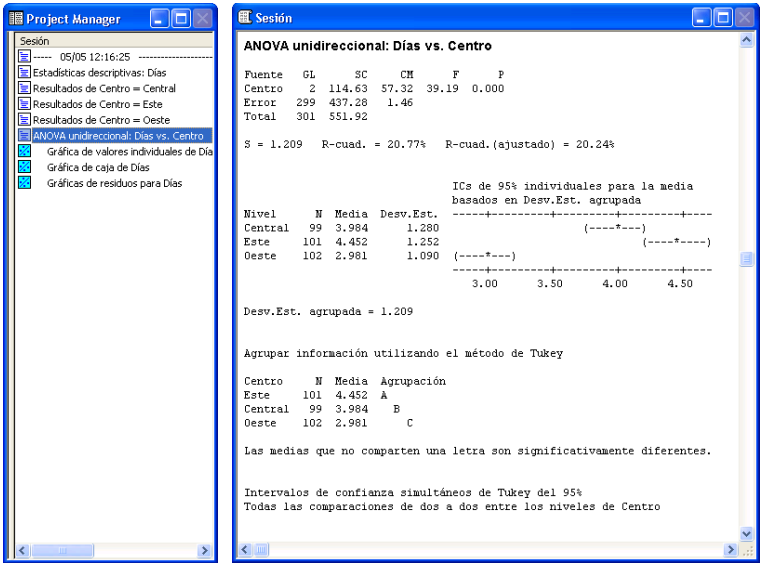 Project Manager
Sesión
----- 05/05 12:16:25 --------------------
Estadísticas descriptivas: Días
Resultados de Centro = Central
Resultados de Centro = Este
Resultados de Centro = Oeste
ANOVA unidireccional: Días vs. Centro
Gráfica de valores individuales de Día
Gráfica de caja de Días
Gráficas de residuos para Días
Sesión
ANOVA unidireccional: Días vs. Centro
Fuente GL SC CM F P
Centro 2 114.63 57.32 39.19 0.000
Error 299 437.28 1.46
Total 301 551.92
S = 1.209 R-cuad. = 20.77% R-cuad.(ajustado) = 20.24%
ICs de 95% individuales para la media
basados en Desv.Est. agrupada
Nivel N Media Desv.Est. -----+---------+---------+---------+----
Central 99 3.984 1.280 (----*---)
Este 101 4.452 1.252 (----*----)
Oeste 102 2.981 1.090 (----*---)
-----+---------+---------+---------+----
3.00 3.50 4.00 4.50
Desv.Est. agrupada = 1.209
Agrupar información utilizando el método de Tukey
Centro N Media Agrupación
Este 101 4.452 A
Central 99 3.984 B
Oeste 102 2.981 C
Las medias que no comparten una letra son significativamente diferentes.
Intervalos de confianza simultáneos de Tukey del 95%
Todas las comparaciones de dos a dos entre los niveles de Centro